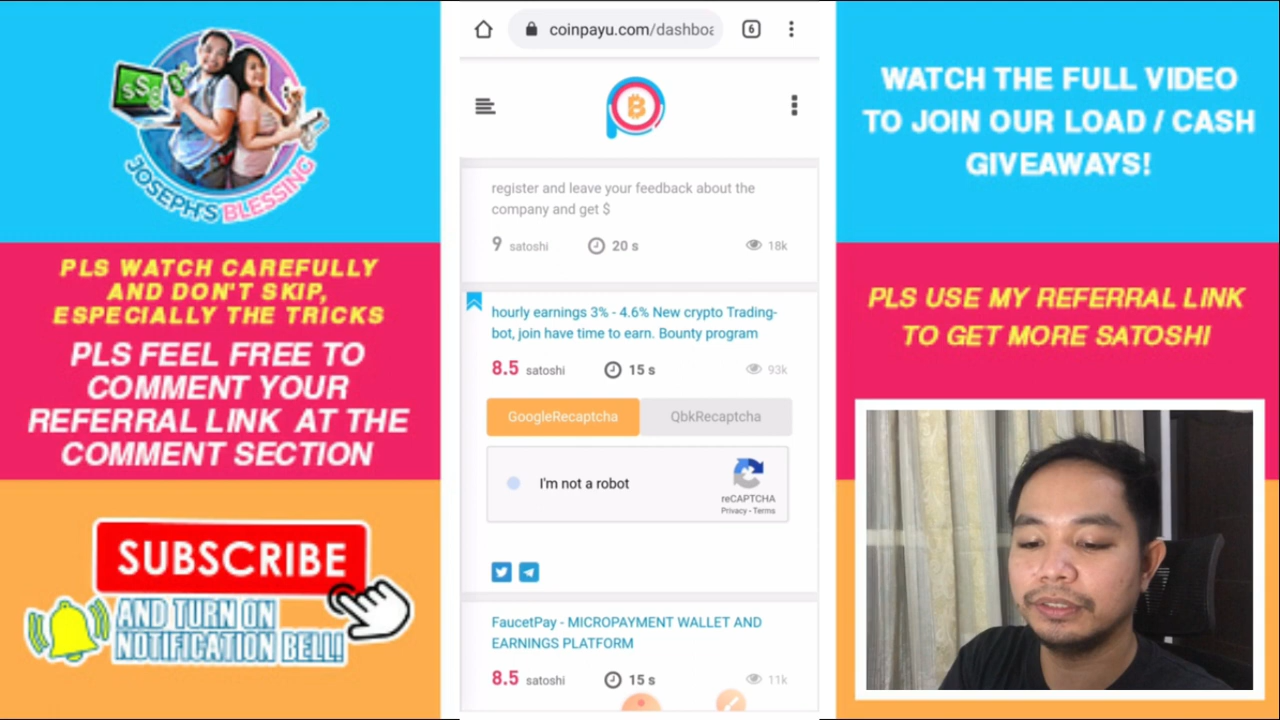 $$$
JOSEPH'S BLESSING
PLS WATCH CAREFULLY
AND DON'T SKIP,
ESPECIALLY THE TRICKS
PLS FEEL FREE TO
COMMENT YOUR
REFERRAL LINK AT THE
COMMENT SECTION
SUBSCRIBE
AND TURN ON
NOTIFICATION BELL!
coinpayu.com/dashboa
6
B
register and leave your feedback about the
company and get $
9 satoshi 20 s 18k
hourly earnings 3% - 4.6% New crypto Trading-
bot, join have time to earn. Bounty program
8.5 satoshi 15 s 93k
GoogleRecaptcha QbkRecaptcha
I'm not a robot
reCAPTCHA
Privacy - Terms
FaucetPay - MICROPAYMENT WALLET AND
EARNINGS PLATFORM
8.5 satoshi 15 s 11k
WATCH THE FULL VIDEO
TO JOIN OUR LOAD / CASH
GIVEAWAYS!
PLS USE MY REFERRAL LINK
TO GET MORE SATOSHI